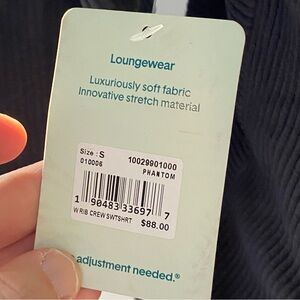 Loungewear
Luxuriously soft fabric
Innovative stretch material
Size: S
010006
10029901000
PHANTOM
1 90483 33697 7
W RIB CREW SWTSHRT $88.00
adjustment needed.®